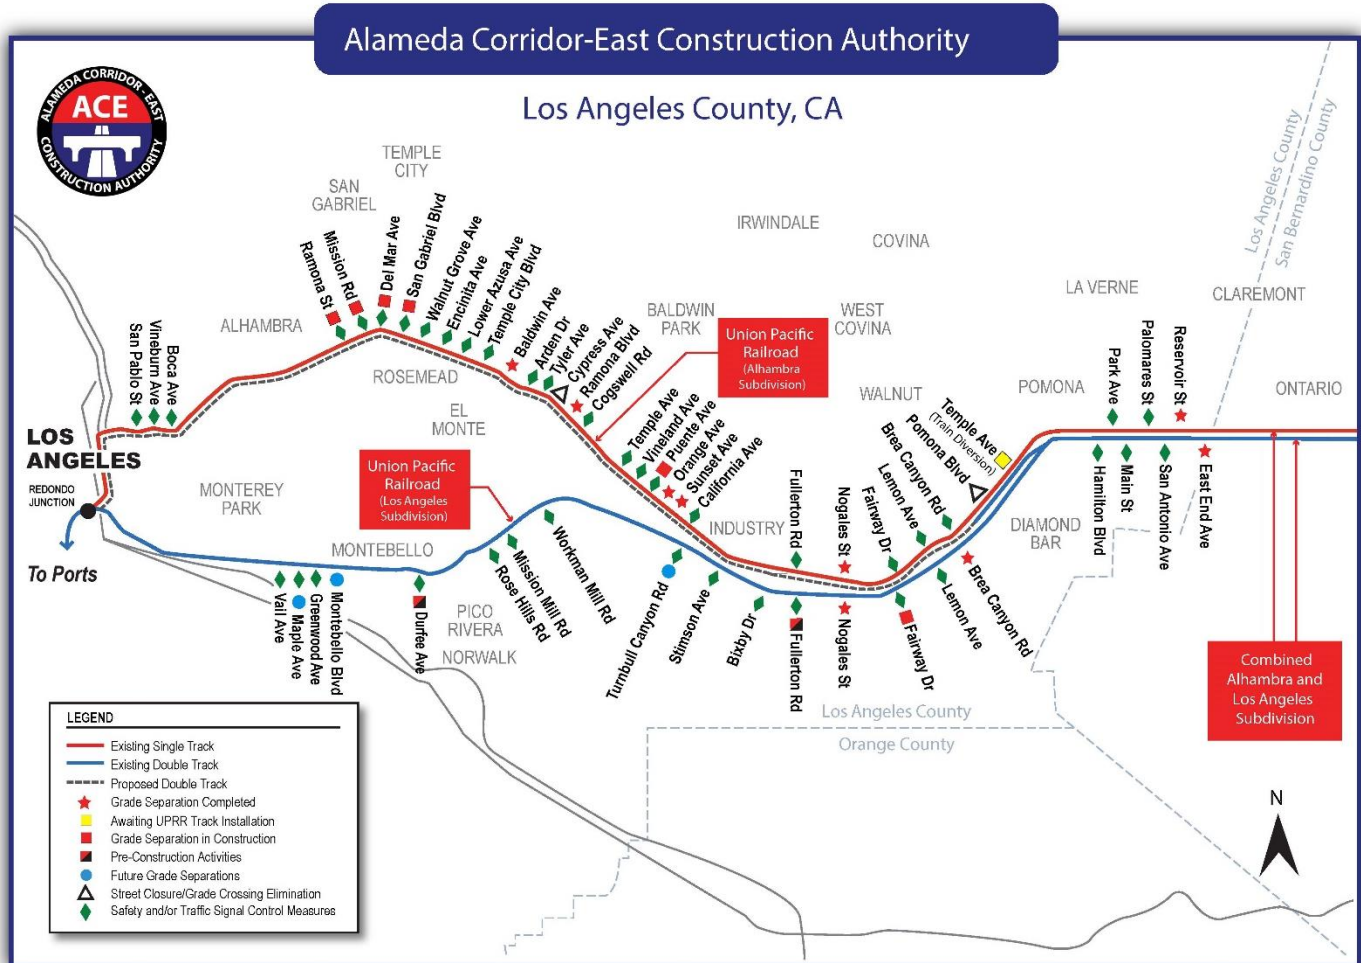 Alameda Corridor-East Construction Authority
Los Angeles County, CA
ALAMEDA CORRIDOR - EAST
ACE
CONSTRUCTION AUTHORITY
TEMPLE
CITY
SAN
GABRIEL
IRWINDALE
COVINA
LA VERNE
CLAREMONT
Los Angeles County
San Bernardino County
ALHAMBRA
ROSEMEAD
EL
MONTE
BALDWIN
PARK
WEST
COVINA
WALNUT
POMONA
ONTARIO
San Pablo St
Vineburn Ave
Boca Ave
Ramona St
Mission Rd
Del Mar Ave
San Gabriel Blvd
Walnut Grove Ave
Encinita Ave
Lower Azusa Ave
Temple City Blvd
Baldwin Ave
Arden Dr
Tyler Ave
Cypress Ave
Ramona Blvd
Cogswell Rd
Union Pacific
Railroad
(Alhambra
Subdivision)
Temple Ave
Vineland Ave
Puente Ave
Orange Ave
Sunset Ave
California Ave
Fullerton Rd
Nogales St
Fairway Dr
Lemon Ave
Brea Canyon Rd
Pomona Blvd
Temple Ave
(Train Diversion)
Park Ave
Palomares St
Reservoir St
LOS
ANGELES
REDONDO
JUNCTION
To Ports
MONTEREY
PARK
Union Pacific
Railroad
(Los Angeles
Subdivision)
MONTEBELLO
INDUSTRY
DIAMOND
BAR
PICO
RIVERA
NORWALK
Vail Ave
Maple Ave
Greenwood Ave
Montebello Blvd
Durfee Ave
Rose Hills Rd
Mission Mill Rd
Workman Mill Rd
Turnbull Canyon Rd
Stimson Ave
Bixby Dr
Fullerton Rd
Nogales St
Fairway Dr
Lemon Ave
Brea Canyon Rd
Hamilton Blvd
Main St
San Antonio Ave
East End Ave
Combined
Alhambra and
Los Angeles
Subdivision
Los Angeles County
Orange County
N
LEGEND
Existing Single Track
Existing Double Track
Proposed Double Track
Grade Separation Completed
Awaiting UPRR Track Installation
Grade Separation in Construction
Pre-Construction Activities
Future Grade Separations
Street Closure/Grade Crossing Elimination
Safety and/or Traffic Signal Control Measures